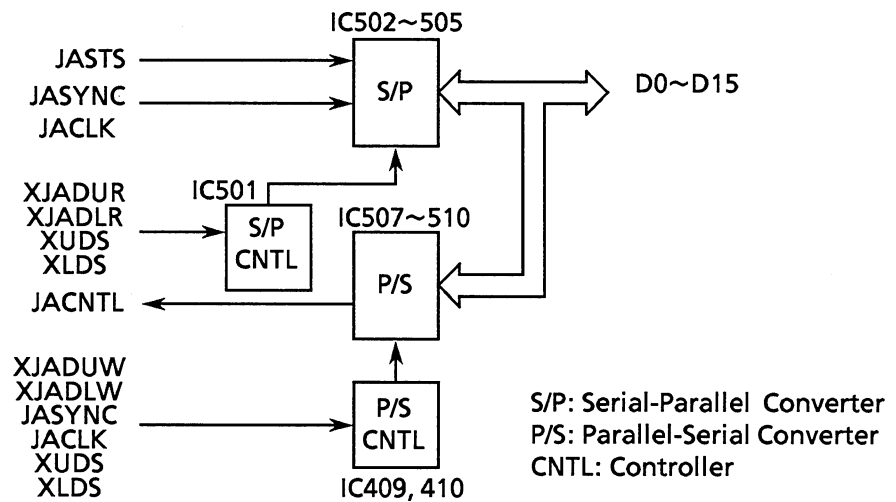 IC502~505
JASTS
JASYNC
JACLK
S/P
D0~D15
IC501
XJADUR
XJADLR
XUDS
XLDS
S/P
CNTL
IC507~510
P/S
JACNTL
XJADUW
XJADLW
JASYNC
JACLK
XUDS
XLDS
P/S
CNTL
IC409, 410
S/P: Serial-Parallel Converter
P/S: Parallel-Serial Converter
CNTL: Controller